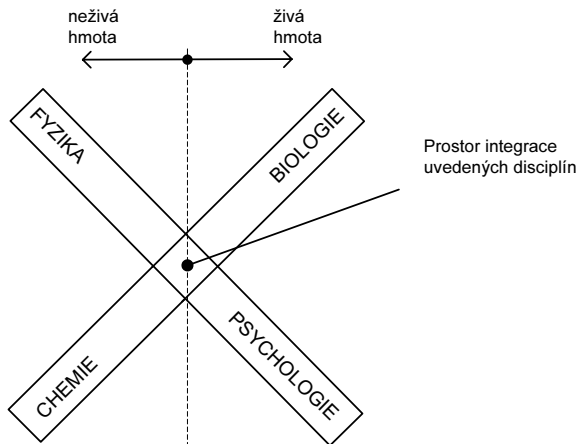 neživá
hmota
živá
hmota
FYZIKA
BIOLOGIE
Prostor integrace
uvedených disciplín
CHEMIE
PSYCHOLOGIE